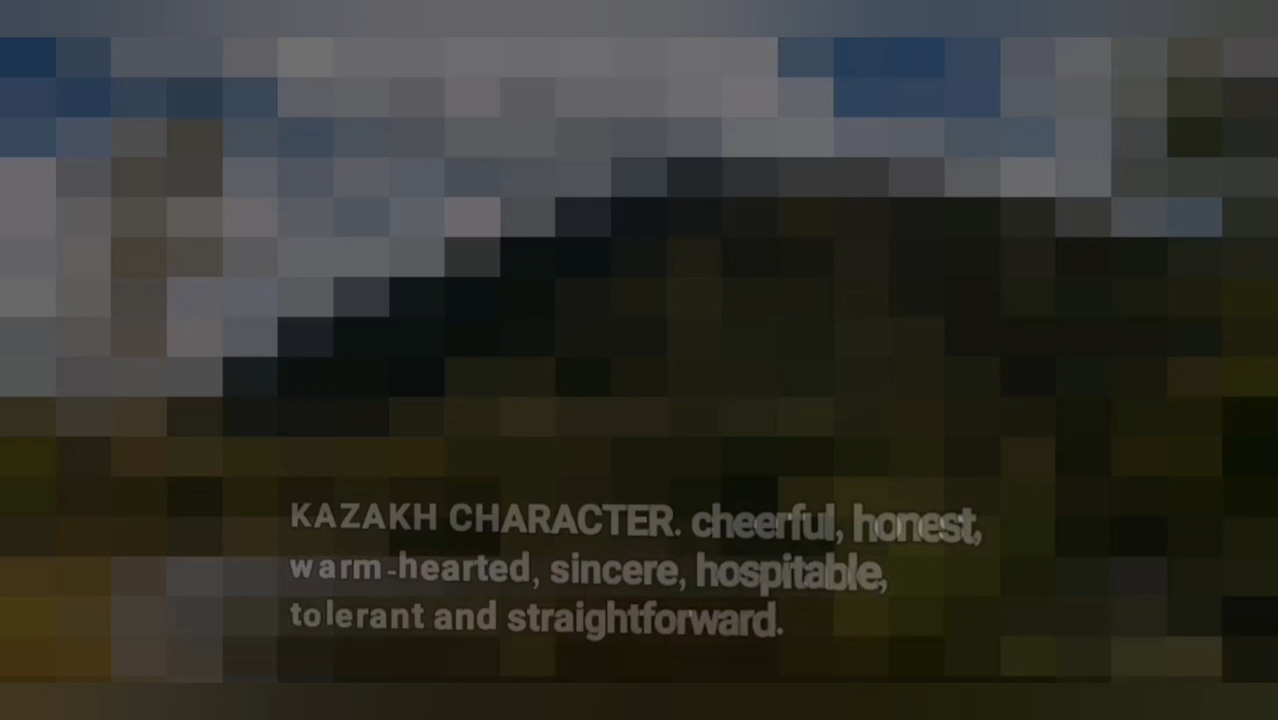 KAZAKH CHARACTER. cheerful, honest,
warm-hearted, sincere, hospitable,
tolerant and straightforward.